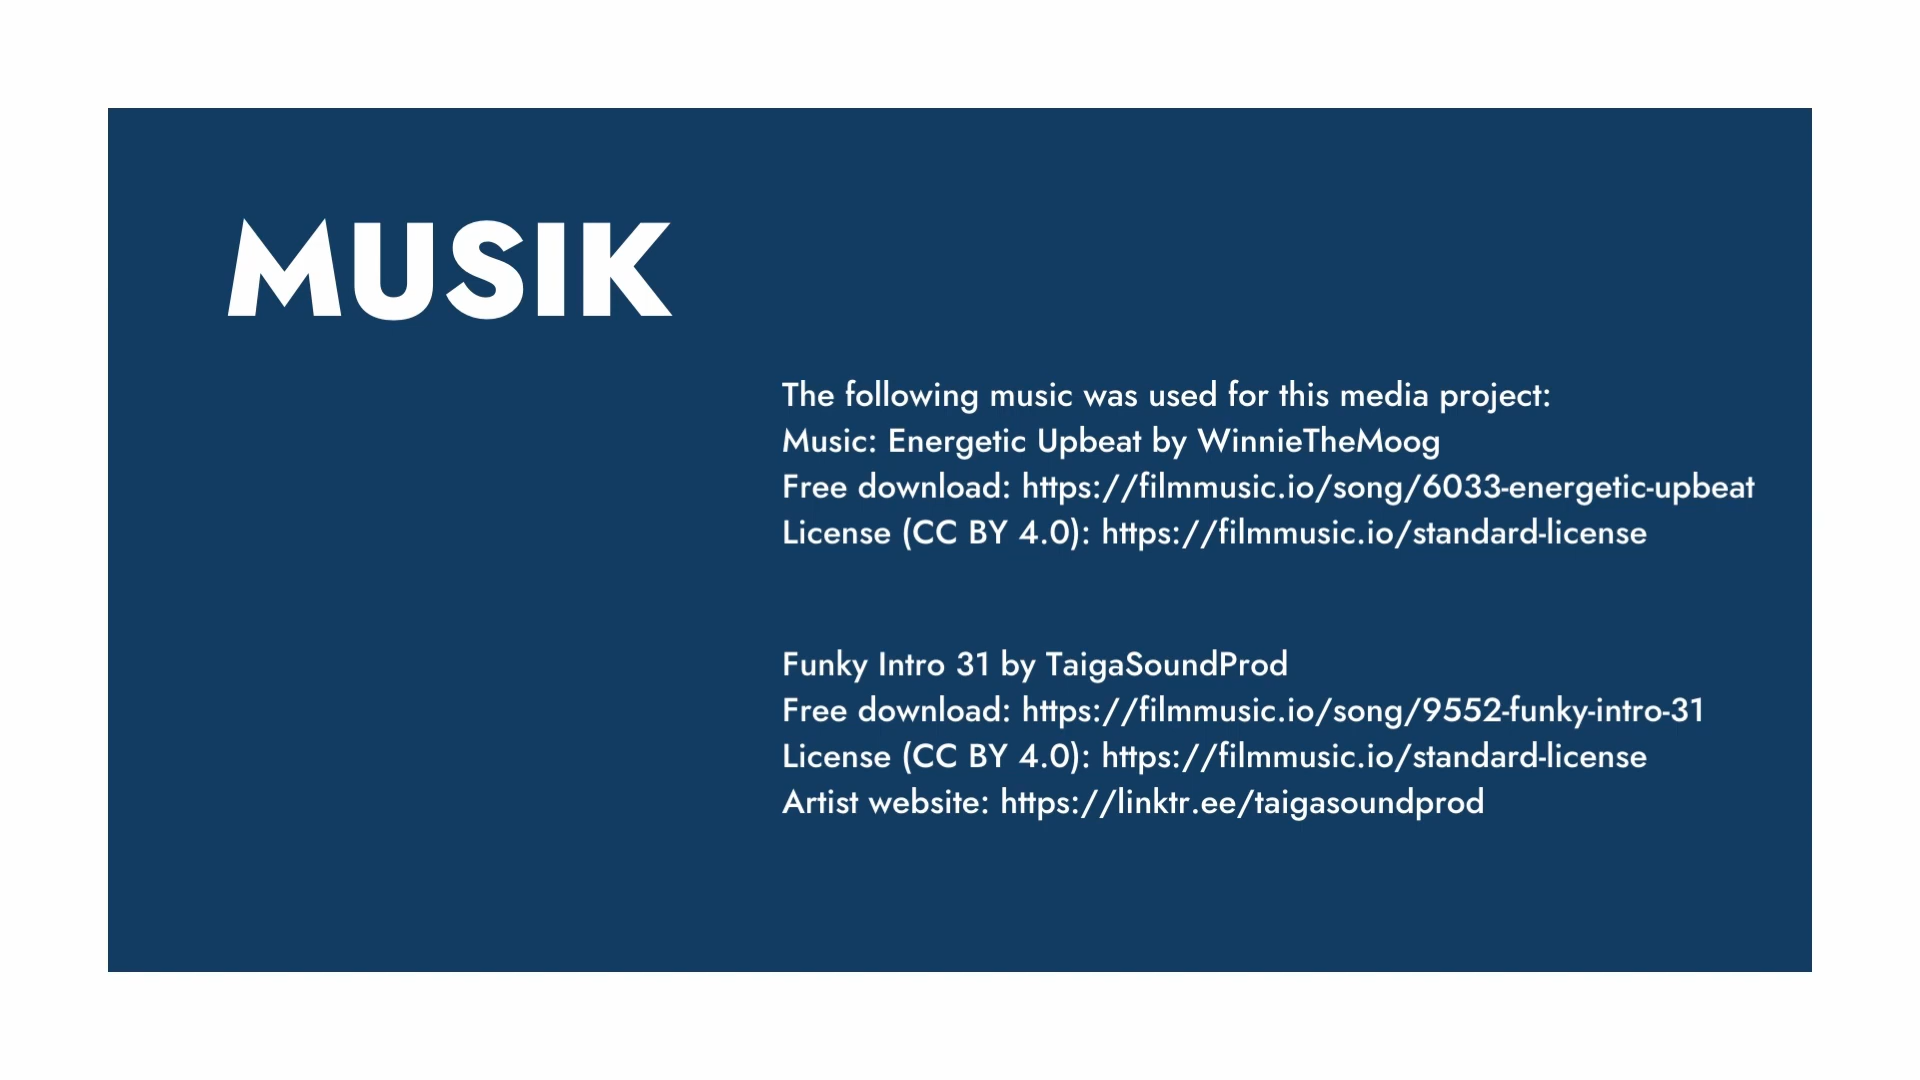 MUSIK
The following music was used for this media project:
Music: Energetic Upbeat by WinnieTheMoog
Free download: https://filmmusic.io/song/6033-energetic-upbeat
License (CC BY 4.0): https://filmmusic.io/standard-license
Funky Intro 31 by TaigaSoundProd
Free download: https://filmmusic.io/song/9552-funky-intro-31
License (CC BY 4.0): https://filmmusic.io/standard-license
Artist website: https://linktr.ee/taigasoundprod